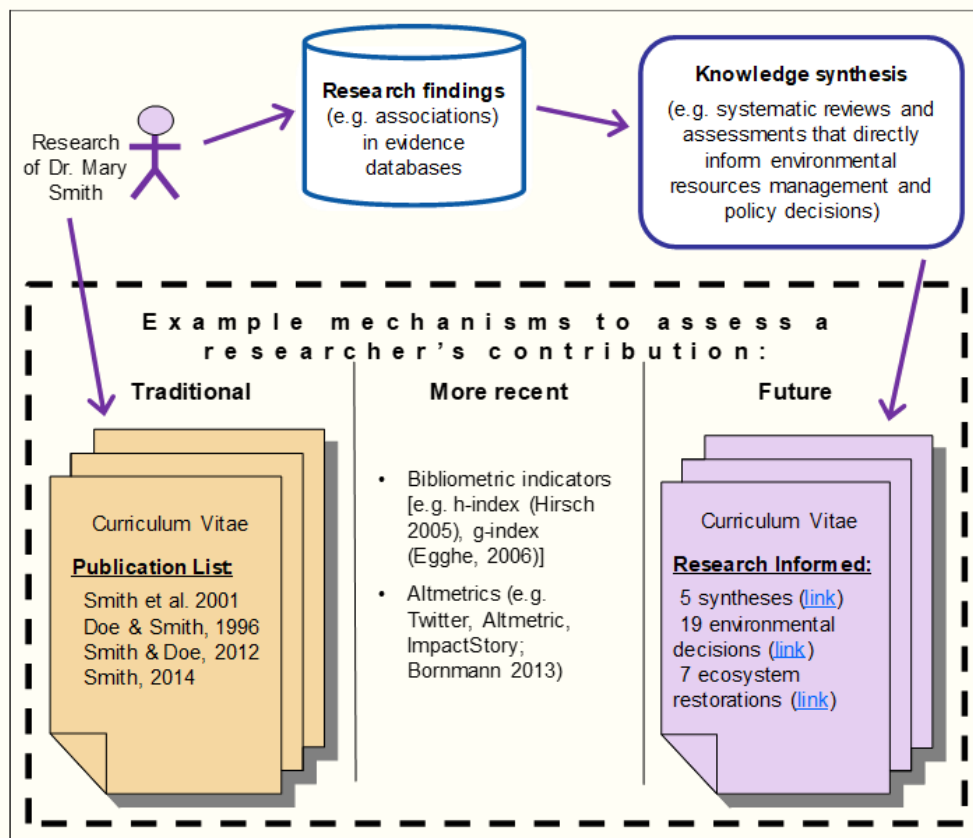 Research
of Dr. Mary
Smith
Research findings
(e.g. associations)
in evidence
databases
Knowledge synthesis
(e.g. systematic reviews and
assessments that directly
inform environmental
resources management and
policy decisions)
Example mechanisms to assess a
researcher's contribution:
Traditional
Curriculum Vitae
Publication List:
Smith et al. 2001
Doe & Smith, 1996
Smith & Doe, 2012
Smith, 2014
More recent
• Bibliometric indicators
[e.g. h-index (Hirsch
2005), g-index
(Egghe, 2006)]
• Altmetrics (e.g.
Twitter, Altmetric,
ImpactStory;
Bornmann 2013)
Future
Curriculum Vitae
Research Informed:
5 syntheses (link)
19 environmental
decisions (link)
7 ecosystem
restorations (link)